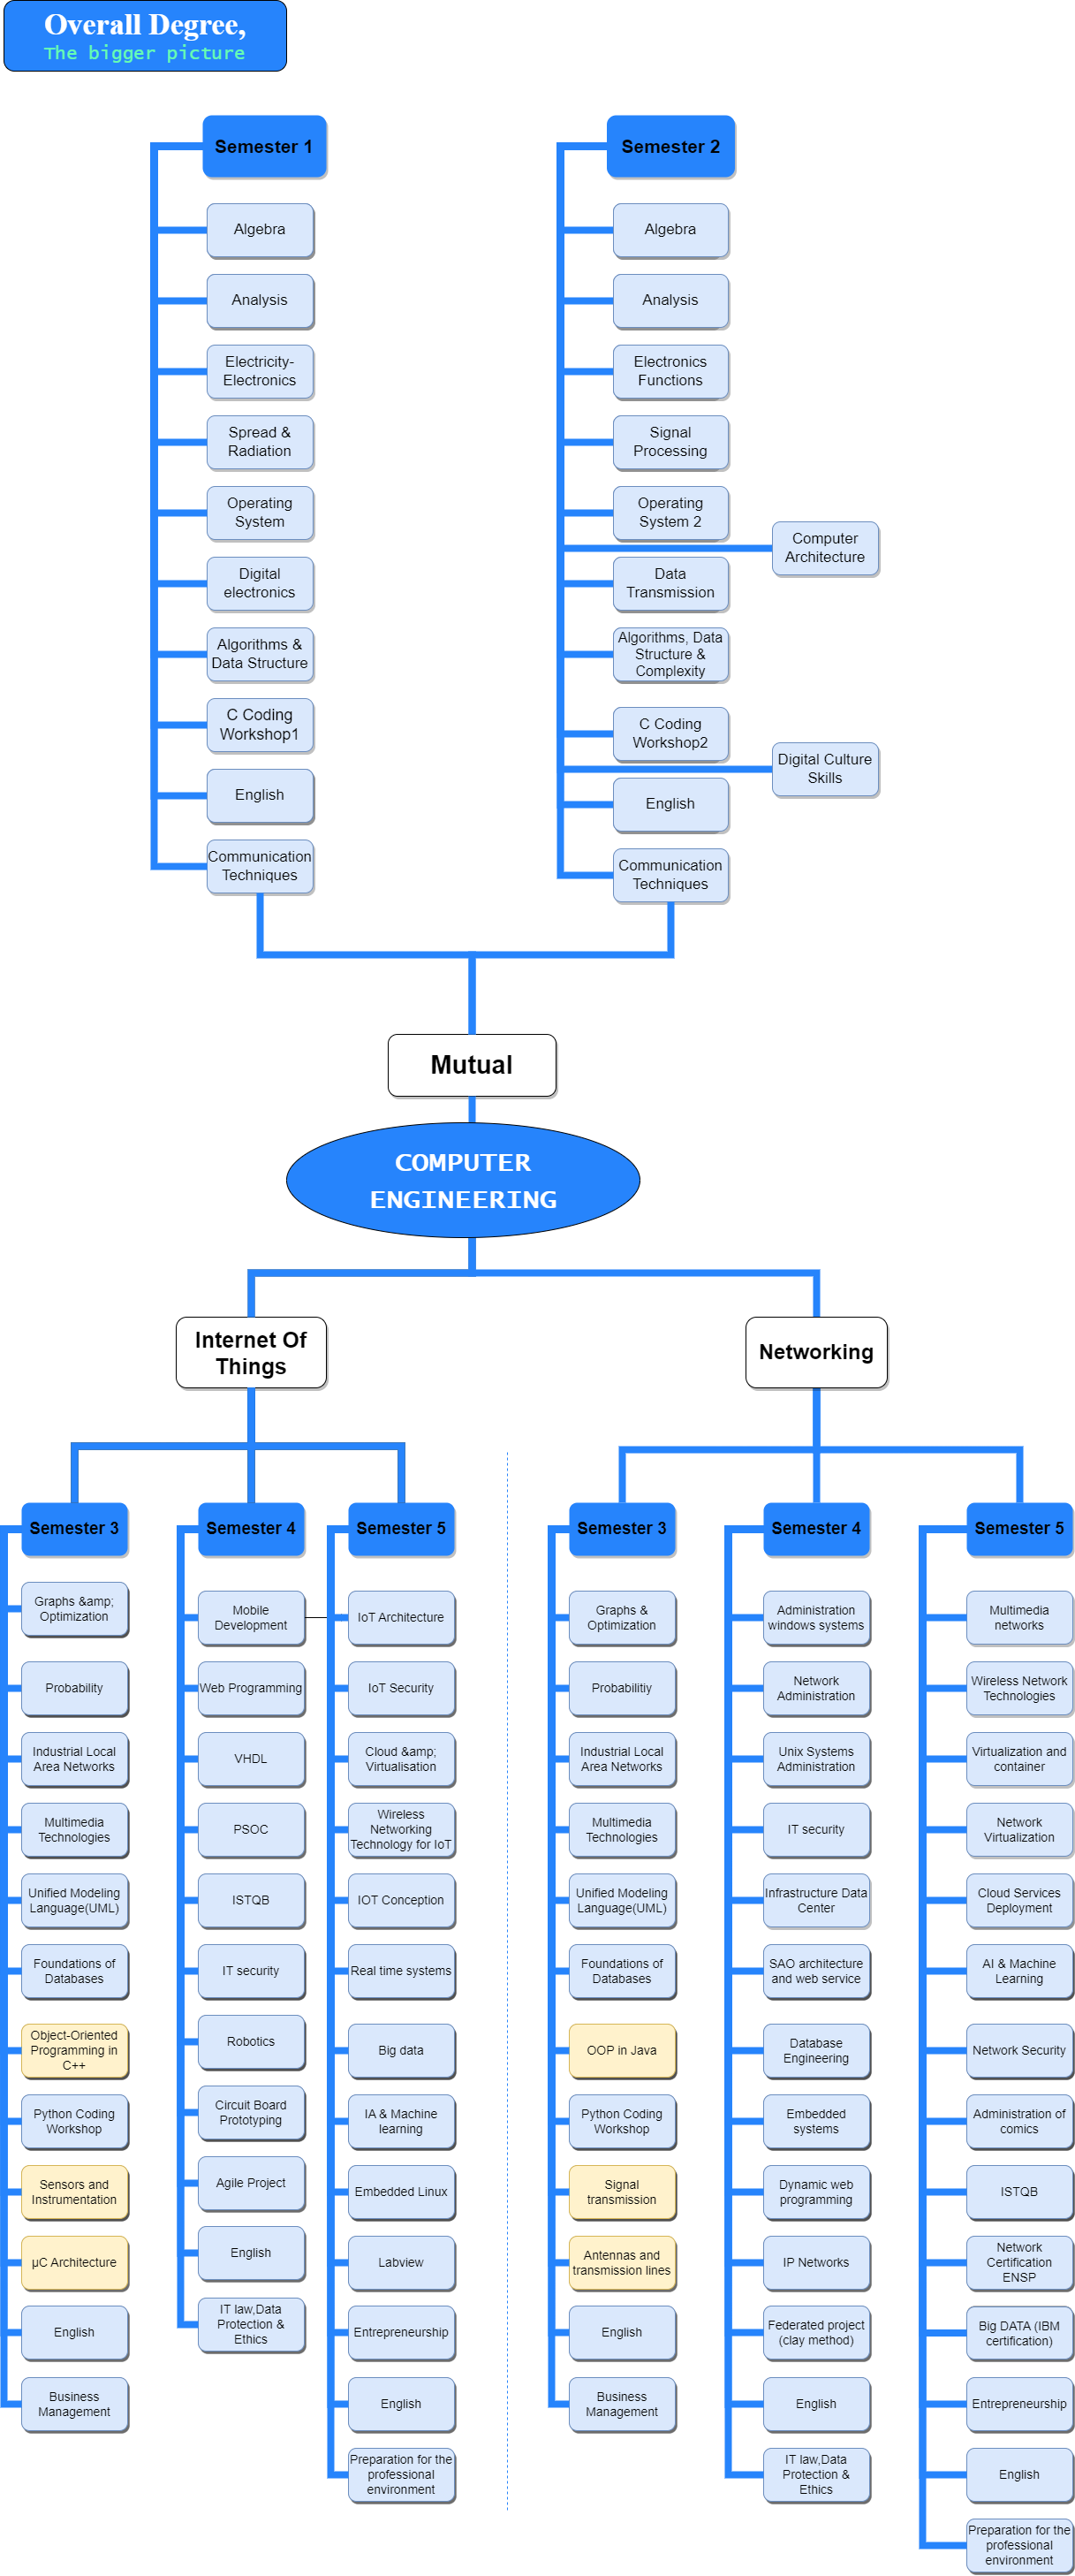 Overall Degree,
The bigger picture
Semester 1
Algebra
Analysis
Electricity-
Electronics
Spread &
Radiation
Operating
System
Digital
electronics
Algorithms &
Data Structure
C Coding
Workshop1
English
Communication
Techniques
Semester 2
Algebra
Analysis
Electronics
Functions
Signal
Processing
Operating
System 2
Computer
Architecture
Data
Transmission
Algorithms, Data
Structure &
Complexity
C Coding
Workshop2
Digital Culture
Skills
English
Communication
Techniques
Mutual
COMPUTER
ENGINEERING
Internet Of
Things
Semester 3
Graphs &amp;
Optimization
Probability
Industrial Local
Area Networks
Multimedia
Technologies
Unified Modeling
Language(UML)
Foundations of
Databases
Object-Oriented
Programming in
C++
Python Coding
Workshop
Sensors and
Instrumentation
µC Architecture
English
Business
Management
Semester 4
Mobile
Development
Web Programming
VHDL
PSOC
ISTQB
IT security
Robotics
Circuit Board
Prototyping
Agile Project
English
IT law,Data
Protection &
Ethics
Semester 5
IoT Architecture
IoT Security
Cloud &amp;
Virtualisation
Wireless
Networking
Technology for IoT
IOT Conception
Real time systems
Big data
IA & Machine
learning
Embedded Linux
Labview
Entrepreneurship
English
Preparation for the
professional
environment
Networking
Semester 3
Graphs &
Optimization
Probabilitiy
Industrial Local
Area Networks
Multimedia
Technologies
Unified Modeling
Language(UML)
Foundations of
Databases
OOP in Java
Python Coding
Workshop
Signal
transmission
Antennas and
transmission lines
English
Business
Management
Semester 4
Administration
windows systems
Network
Administration
Unix Systems
Administration
IT security
Infrastructure Data
Center
SAO architecture
and web service
Database
Engineering
Embedded
systems
Dynamic web
programming
IP Networks
Federated project
(clay method)
English
IT law,Data
Protection &
Ethics
Semester 5
Multimedia
networks
Wireless Network
Technologies
Virtualization and
container
Network
Virtualization
Cloud Services
Deployment
AI & Machine
Learning
Network Security
Administration of
comics
ISTQB
Network
Certification
ENSP
Big DATA (IBM
certification)
Entrepreneurship
English
Preparation for the
professional
environment